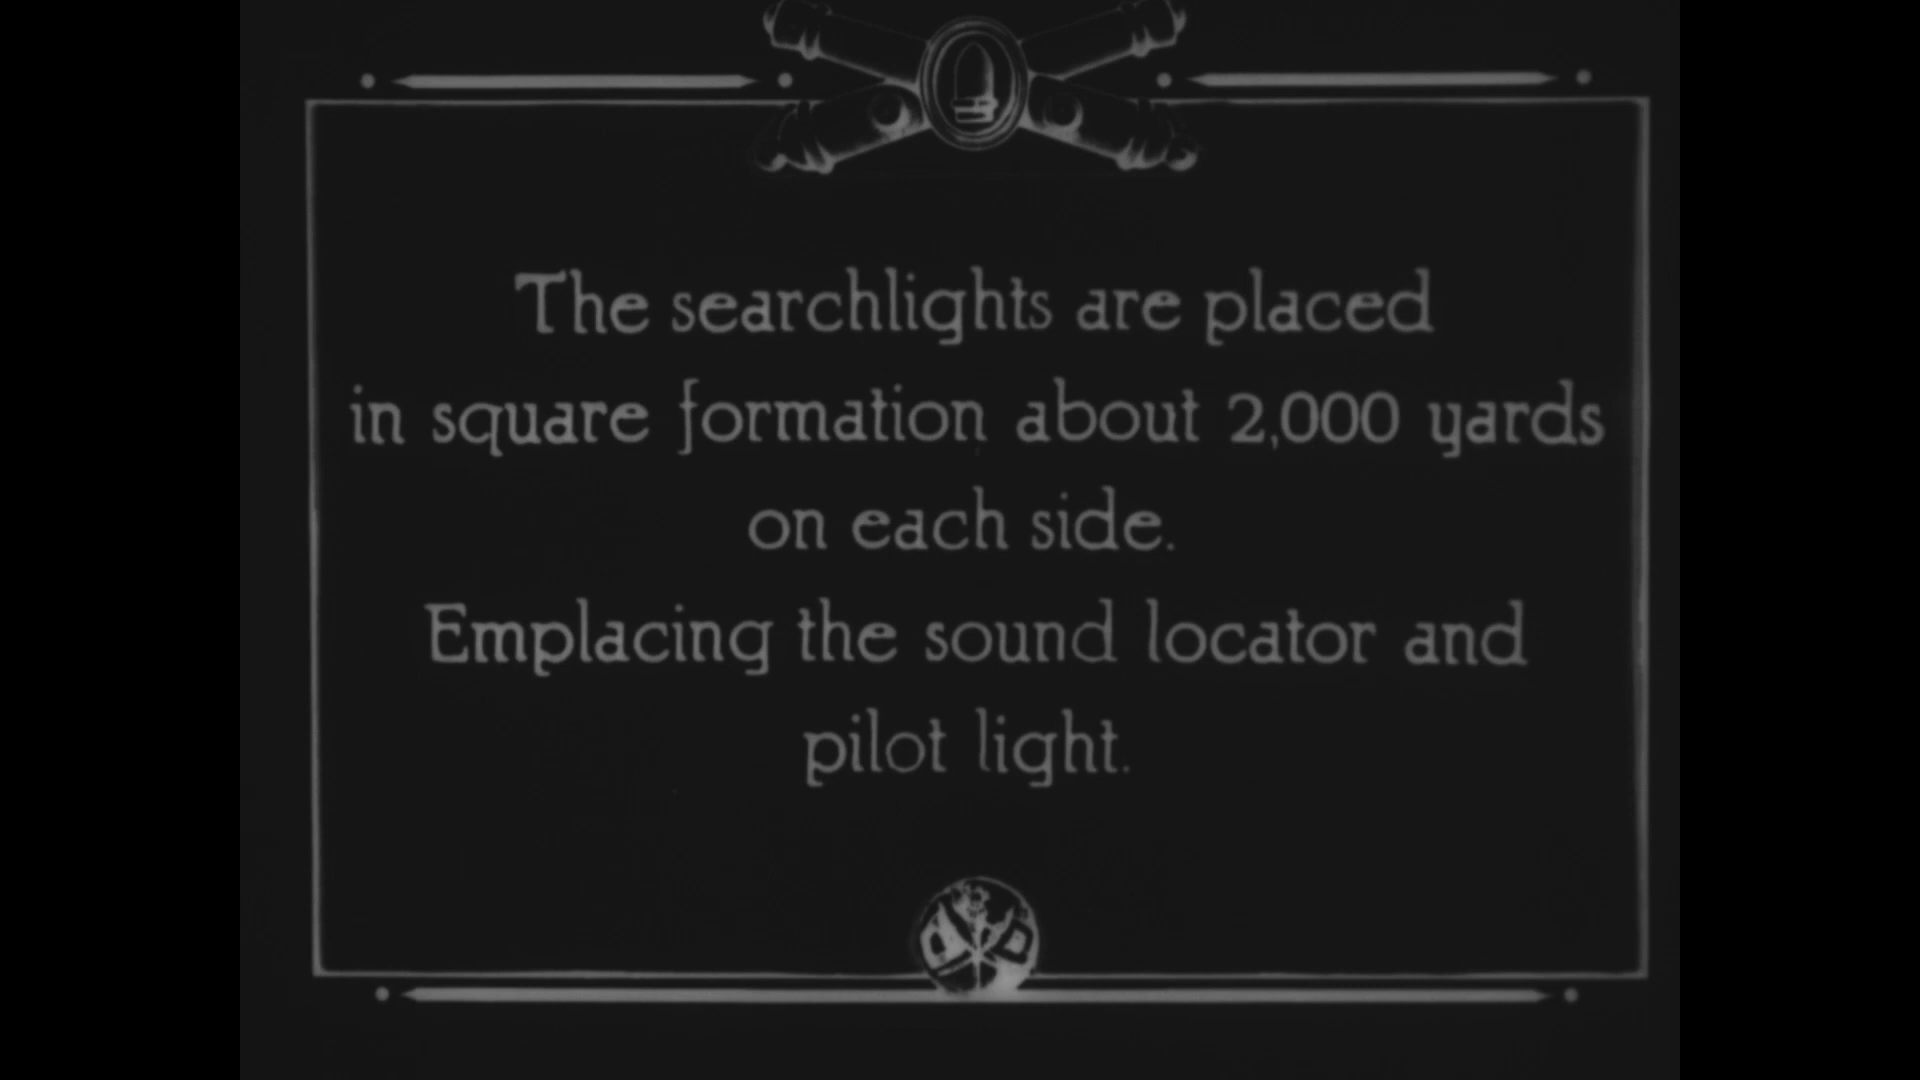 The searchlights are placed
in square formation about 2,000 yards
on each side.
Emplacing the sound locator and
pilot light.